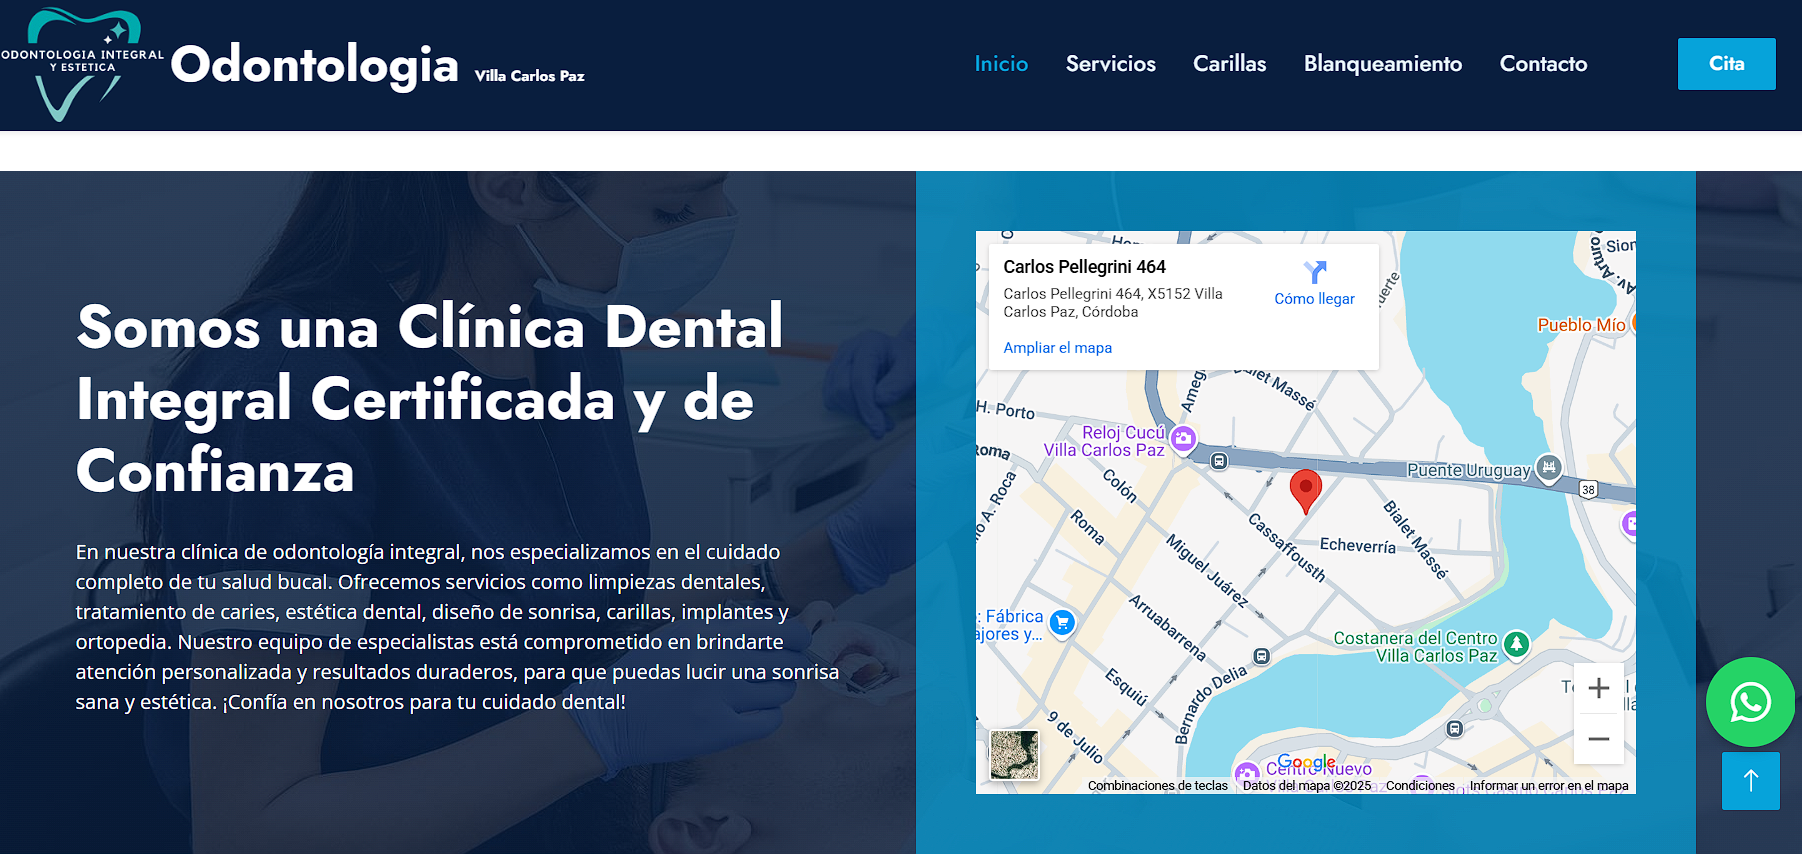 ODONTOLOGIA INTEGRAL
Y ESTETICA
Odontologia Villa Carlos Paz
Inicio
Servicios
Carillas
Blanqueamiento
Contacto
Cita
Somos una Clínica Dental
Integral Certificada y de
Confianza
En nuestra clínica de odontología integral, nos especializamos en el cuidado
completo de tu salud bucal. Ofrecemos servicios como limpiezas dentales,
tratamiento de caries, estética dental, diseño de sonrisa, carillas, implantes y
ortopedia. Nuestro equipo de especialistas está comprometido en brindarte
atención personalizada y resultados duraderos, para que puedas lucir una sonrisa
sana y estética. ¡Confía en nosotros para tu cuidado dental!
Carlos Pellegrini 464
Carlos Pellegrini 464, X5152 Villa
Carlos Paz, Córdoba
Cómo llegar
Ampliar el mapa
Pueblo Mío
Bialet Massé
H. Porto
Reloj Cucú
Villa Carlos Paz
Roma
Puente Uruguay
38
Colón
A. Roca
Roma
Cassaffousth
Bialet Massé
Echeverría
Miguel Juárez
Arruabarrena
: Fábrica
ajores y...
Costanera del Centro
Villa Carlos Paz
Esquiú
Bernardo Delia
9 de Julio
Google
Centro Nuevo
Combinaciones de teclas
Datos del mapa ©2025
Condiciones
Informar un error en el mapa